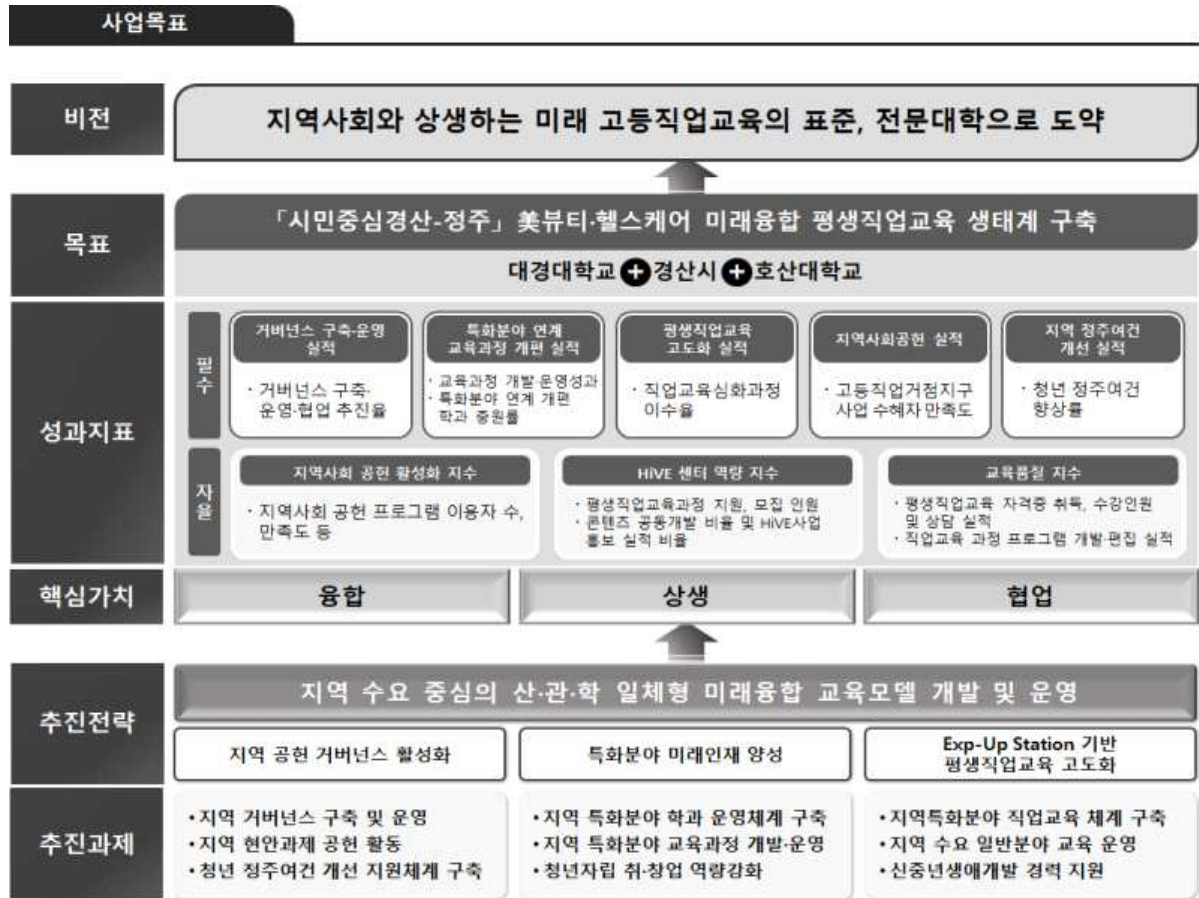 사업목표
비전
지역사회와 상생하는 미래 고등직업교육의 표준, 전문대학으로 도약
목표
「시민중심경산-정주」美뷰티·헬스케어 미래융합 평생직업교육 생태계 구축
대경대학교 + 경산시 + 호산대학교
성과지표
필수
거버넌스 구축·운영
실적
· 거버넌스 구축·
운영·협업 추진율
특화분야 연계
교육과정 개편 실적
· 교육과정 개발·운영성과
· 특화분야 연계 개편
학과 충원률
평생직업교육
고도화 실적
· 직업교육심화과정
이수율
지역사회공헌 실적
· 고등직업거점지구
사업 수혜자 만족도
지역 정주여건
개선 실적
· 청년 정주여건
향상률
자율
지역사회 공헌 활성화 지수
· 지역사회 공헌 프로그램 이용자 수,
만족도 등
HiVE 센터 역량 지수
· 평생직업교육과정 지원, 모집 인원
· 콘텐츠 공동개발 비율 및 HiVE사업
홍보 실적 비율
교육품질 지수
· 평생직업교육 자격증 취득, 수강인원
및 상담 실적
· 직업교육 과정 프로그램 개발·편집 실적
핵심가치
융합
상생
협업
추진전략
지역 수요 중심의 산·관·학 일체형 미래융합 교육모델 개발 및 운영
지역 공헌 거버넌스 활성화
특화분야 미래인재 양성
Exp-Up Station 기반
평생직업교육 고도화
추진과제
• 지역 거버넌스 구축 및 운영
• 지역 현안과제 공헌 활동
• 청년 정주여건 개선 지원체계 구축
• 지역 특화분야 학과 운영체계 구축
• 지역 특화분야 교육과정 개발·운영
• 청년자립 취·창업 역량강화
• 지역특화분야 직업교육 체계 구축
• 지역 수요 일반분야 교육 운영
• 신중년생애개발 경력 지원